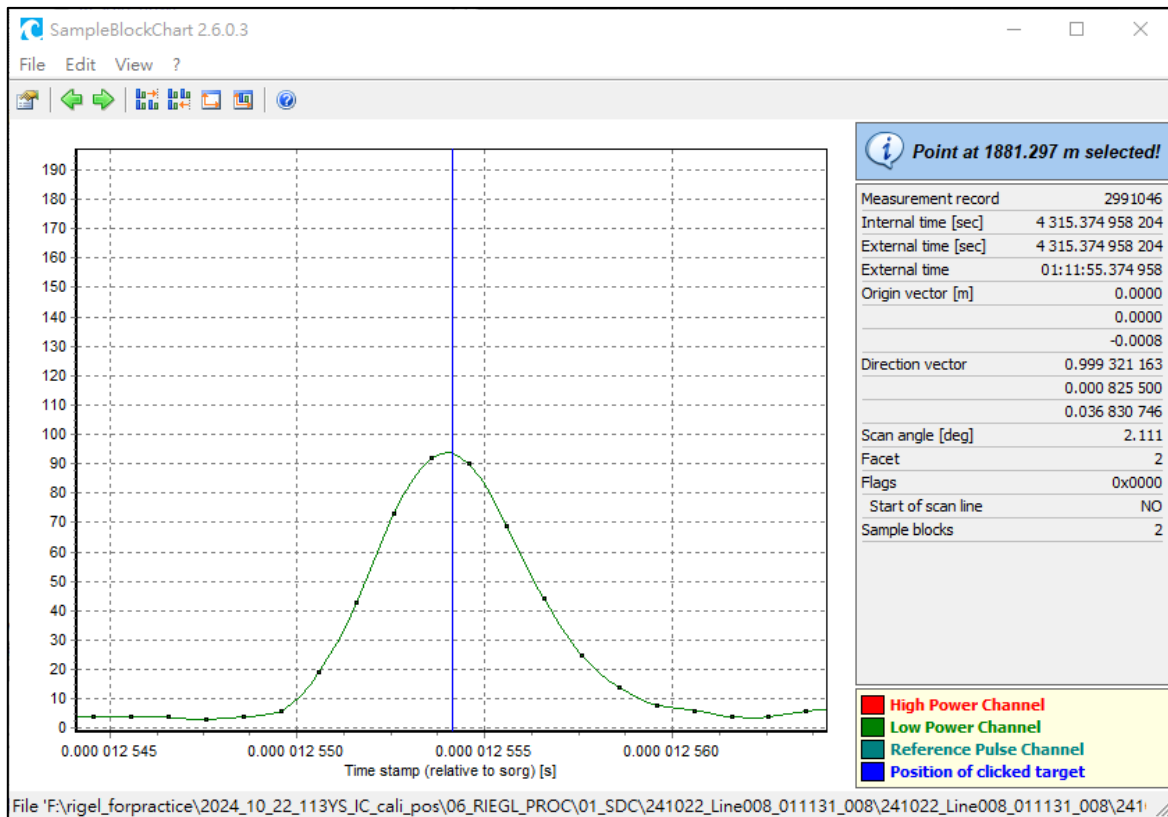 SampleBlockChart 2.6.0.3
File Edit View ?
190
180
170
160
150
140
130
120
110
100
90
80
70
60
50
40
30
20
10
0
0.000 012 545 0.000 012 550 0.000 012 555 0.000 012 560
Time stamp (relative to sorg) [s]
Point at 1881.297 m selected!
Measurement record 2991046
Internal time [sec] 4 315.374 958 204
External time [sec] 4 315.374 958 204
External time 01:11:55.374 958
Origin vector [m] 0.0000
0.0000
-0.0008
Direction vector 0.999 321 163
0.000 825 500
0.036 830 746
Scan angle [deg] 2.111
Facet 2
Flags 0x0000
Start of scan line NO
Sample blocks 2
High Power Channel
Low Power Channel
Reference Pulse Channel
Position of clicked target
File 'F:\rigel_forpractice\2024_10_22_113YS_IC_cali_pos\06_RIEGL_PROC\01_SDC\241022_Line008_011131_008\241022_Line008_011131_008\241